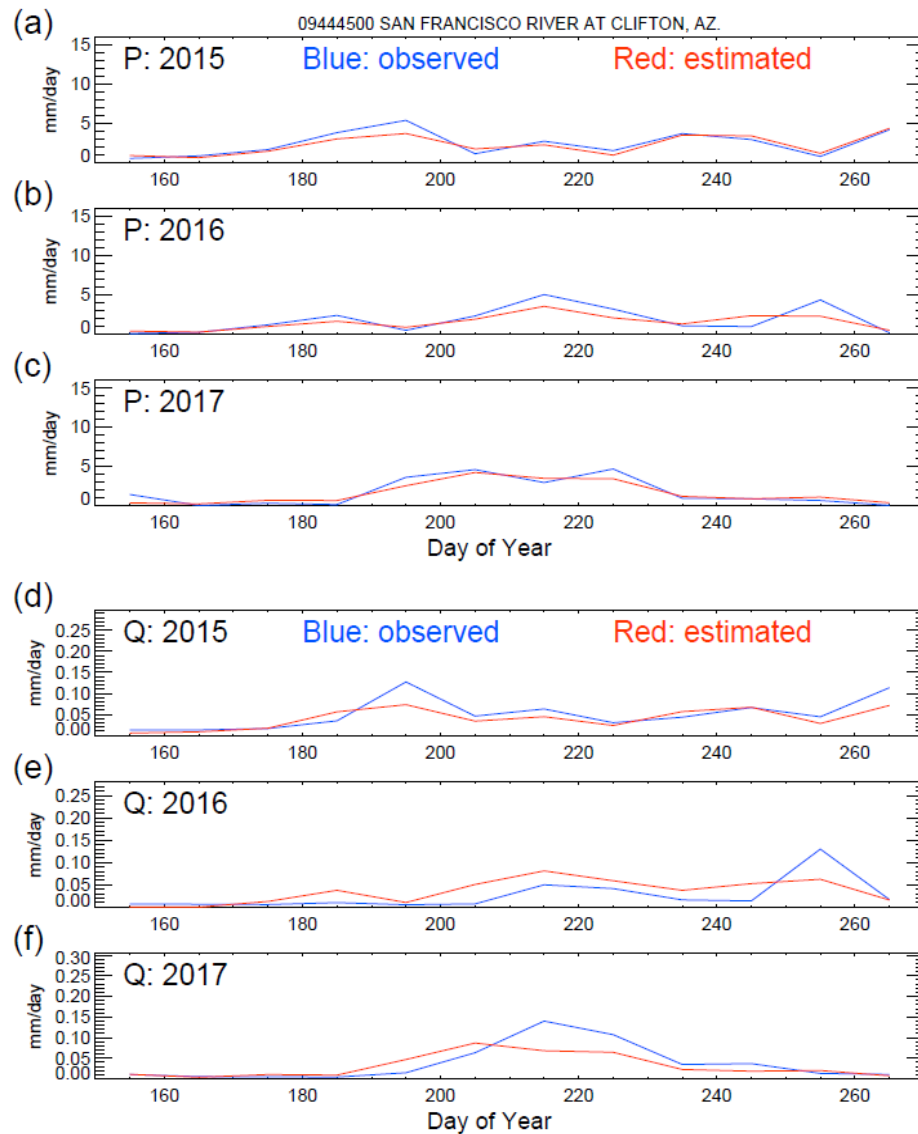 (a)
09444500 SAN FRANCISCO RIVER AT CLIFTON, AZ.
15
10
5
0
mm/day
P: 2015
Blue: observed
Red: estimated
160 180 200 220 240 260
(b)
15
10
5
0
mm/day
P: 2016
160 180 200 220 240 260
(c)
15
10
5
0
mm/day
P: 2017
160 180 200 220 240 260
Day of Year
(d)
0.25
0.20
0.15
0.10
0.05
0.00
mm/day
Q: 2015
Blue: observed
Red: estimated
160 180 200 220 240 260
(e)
0.25
0.20
0.15
0.10
0.05
0.00
mm/day
Q: 2016
160 180 200 220 240 260
(f)
0.30
0.25
0.20
0.15
0.10
0.05
0.00
mm/day
Q: 2017
160 180 200 220 240 260
Day of Year